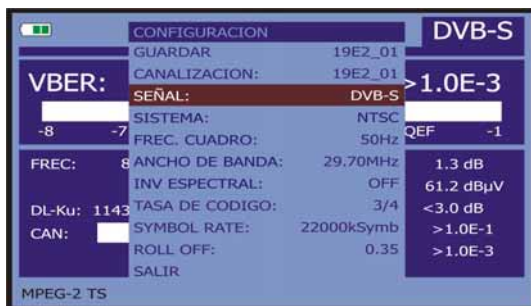 CONFIGURACION
DVB-S
GUARDAR 19E2_01
CANALIZACION: 19E2_01
VBER: >1.0E-3
SEÑAL: DVB-S
SISTEMA: NTSC
-8 -7 QEF -1
FREC. CUADRO: 50Hz
FREC: 8 ANCHO DE BANDA: 29.70MHz 1.3 dB
INV ESPECTRAL: OFF 61.2 dBµV
DL-Ku: 1143 TASA DE CODIGO: 3/4 <3.0 dB
CAN: SYMBOL RATE: 22000kSymb >1.0E-1
ROLL OFF: 0.35 >1.0E-3
SALIR
MPEG-2 TS